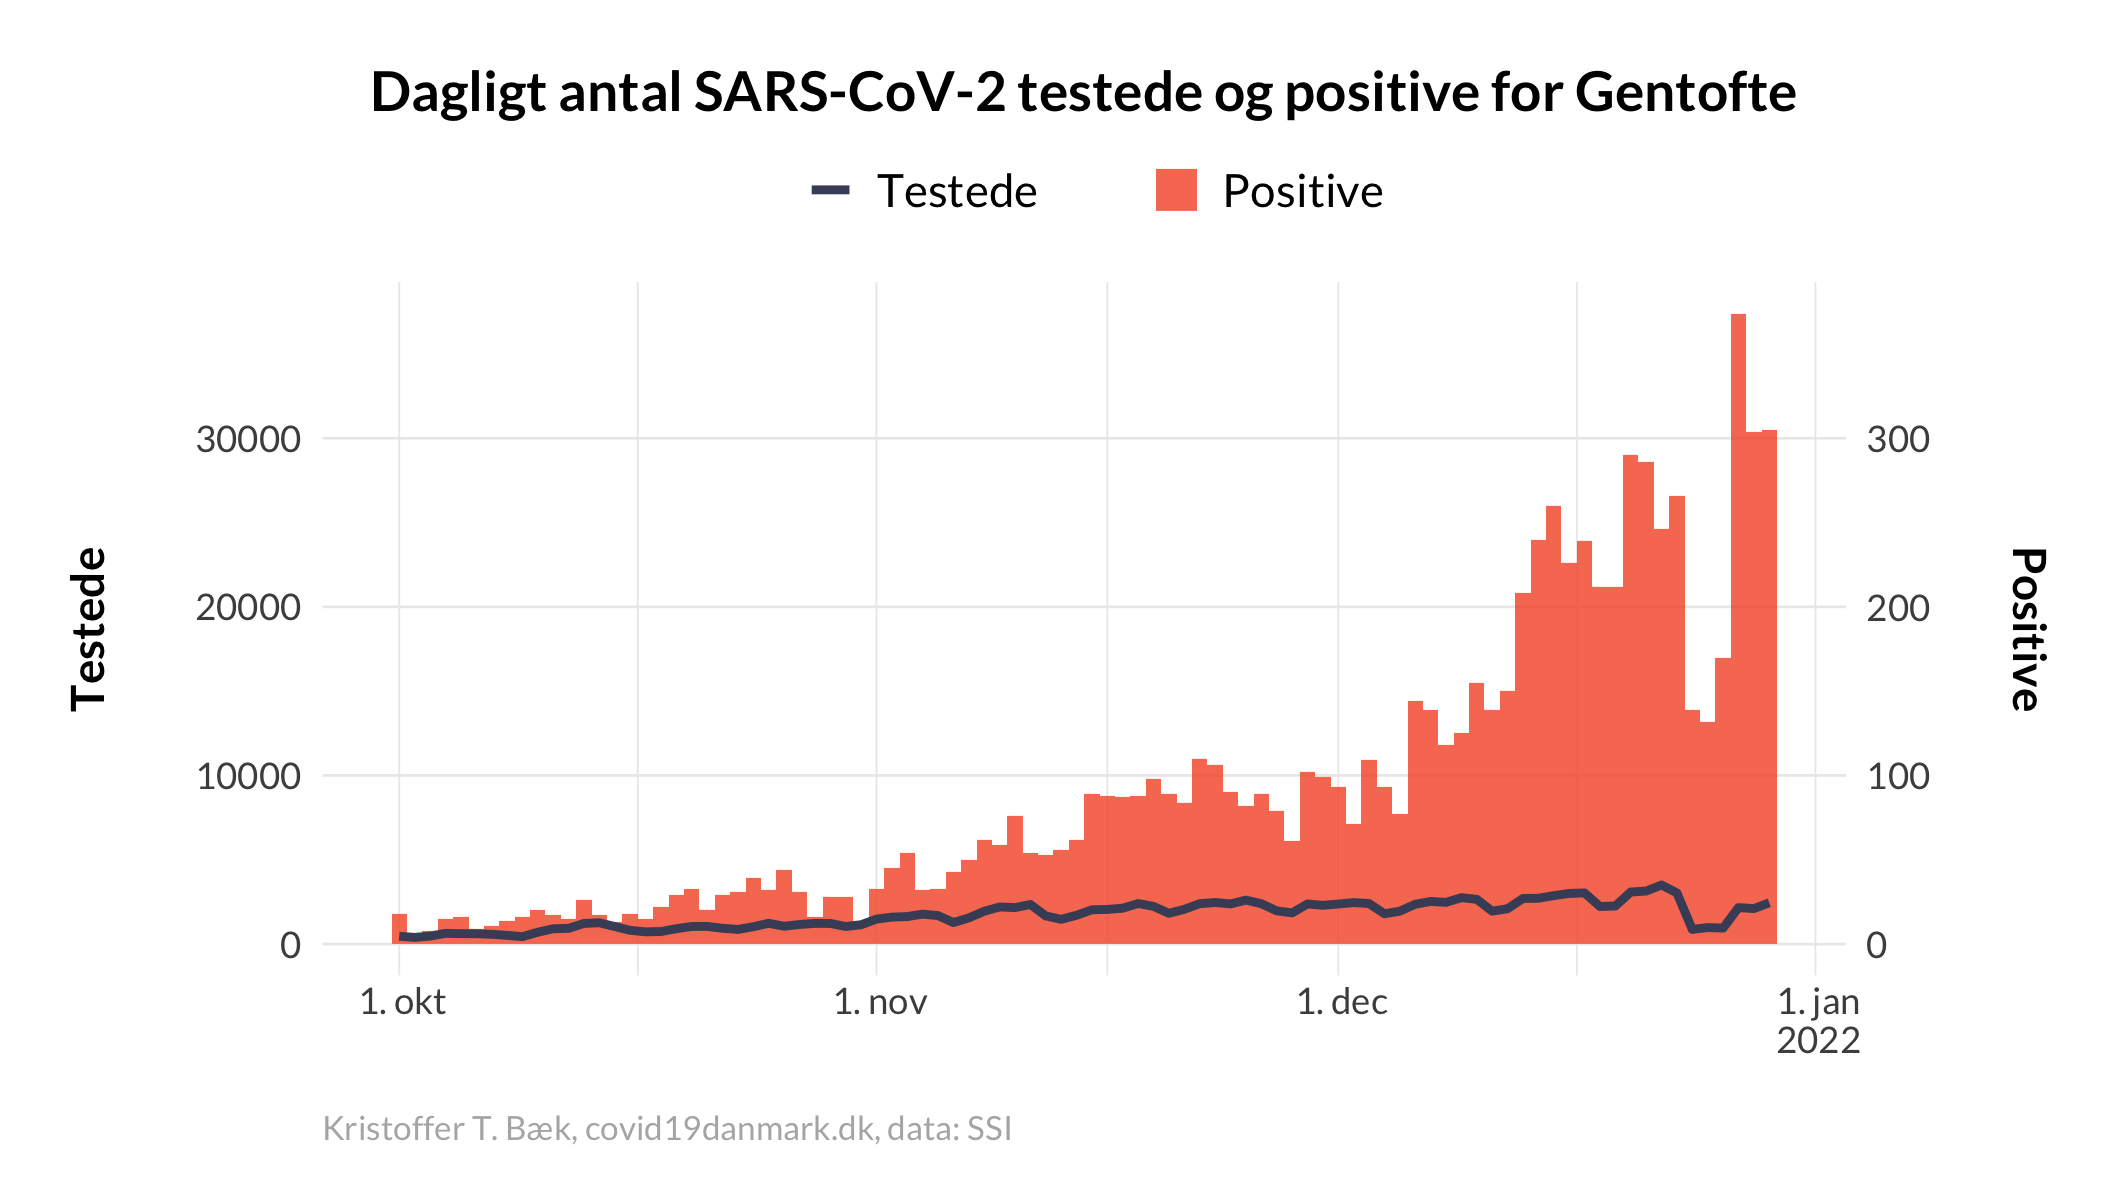 Dagligt antal SARS-CoV-2 testede og positive for Gentofte
Testede
Positive
Testede
30000
20000
10000
0
300
200
100
0
Positive
1. okt
1. nov
1. dec
1. jan
2022
Kristoffer T. Bæk, covid19danmark.dk, data: SSI